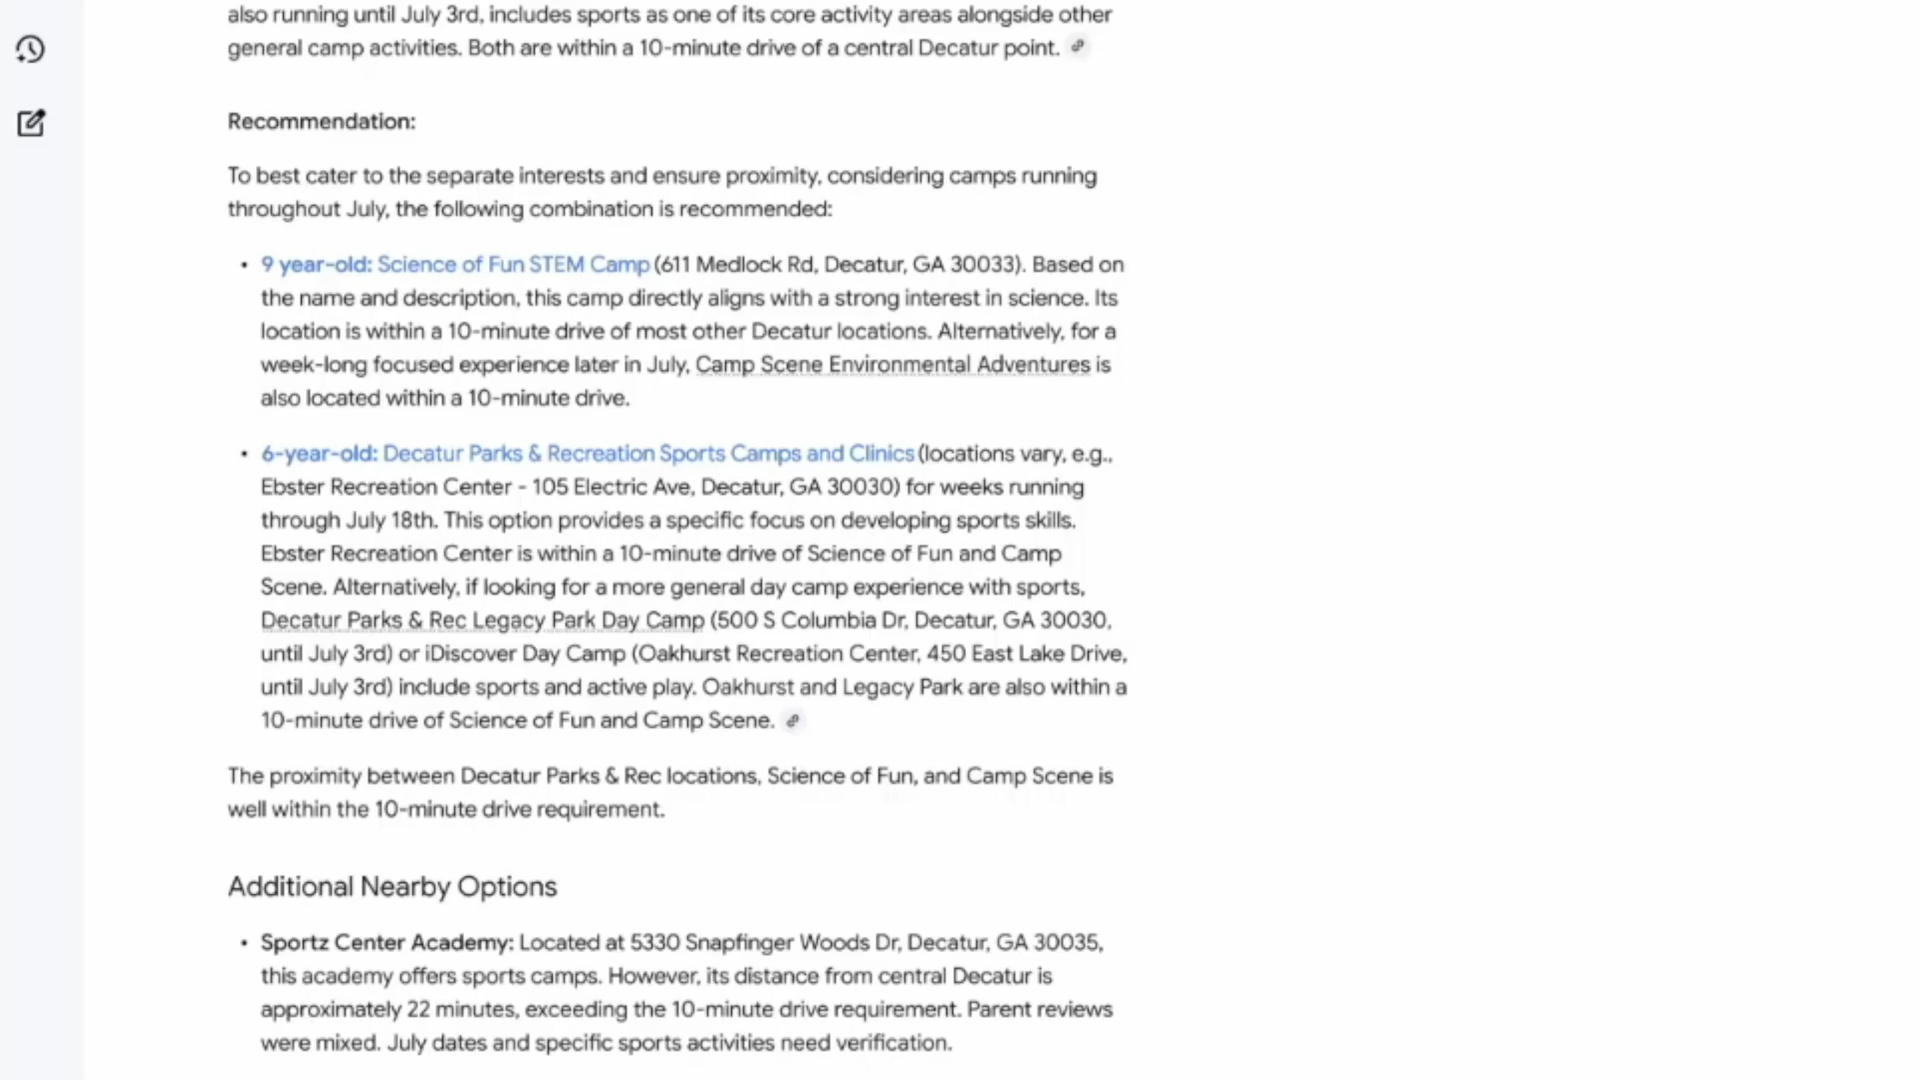 also running until July 3rd, includes sports as one of its core activity areas alongside other
general camp activities. Both are within a 10-minute drive of a central Decatur point.
Recommendation:
To best cater to the separate interests and ensure proximity, considering camps running
throughout July, the following combination is recommended:
• 9 year-old: Science of Fun STEM Camp (611 Medlock Rd, Decatur, GA 30033). Based on
the name and description, this camp directly aligns with a strong interest in science. Its
location is within a 10-minute drive of most other Decatur locations. Alternatively, for a
week-long focused experience later in July, Camp Scene Environmental Adventures is
also located within a 10-minute drive.
• 6-year-old: Decatur Parks & Recreation Sports Camps and Clinics (locations vary, e.g.,
Ebster Recreation Center - 105 Electric Ave, Decatur, GA 30030) for weeks running
through July 18th. This option provides a specific focus on developing sports skills.
Ebster Recreation Center is within a 10-minute drive of Science of Fun and Camp
Scene. Alternatively, if looking for a more general day camp experience with sports,
Decatur Parks & Rec Legacy Park Day Camp (500 S Columbia Dr, Decatur, GA 30030,
until July 3rd) or iDiscover Day Camp (Oakhurst Recreation Center, 450 East Lake Drive,
until July 3rd) include sports and active play. Oakhurst and Legacy Park are also within a
10-minute drive of Science of Fun and Camp Scene.
The proximity between Decatur Parks & Rec locations, Science of Fun, and Camp Scene is
well within the 10-minute drive requirement.
Additional Nearby Options
• Sportz Center Academy: Located at 5330 Snapfinger Woods Dr, Decatur, GA 30035,
this academy offers sports camps. However, its distance from central Decatur is
approximately 22 minutes, exceeding the 10-minute drive requirement. Parent reviews
were mixed. July dates and specific sports activities need verification.